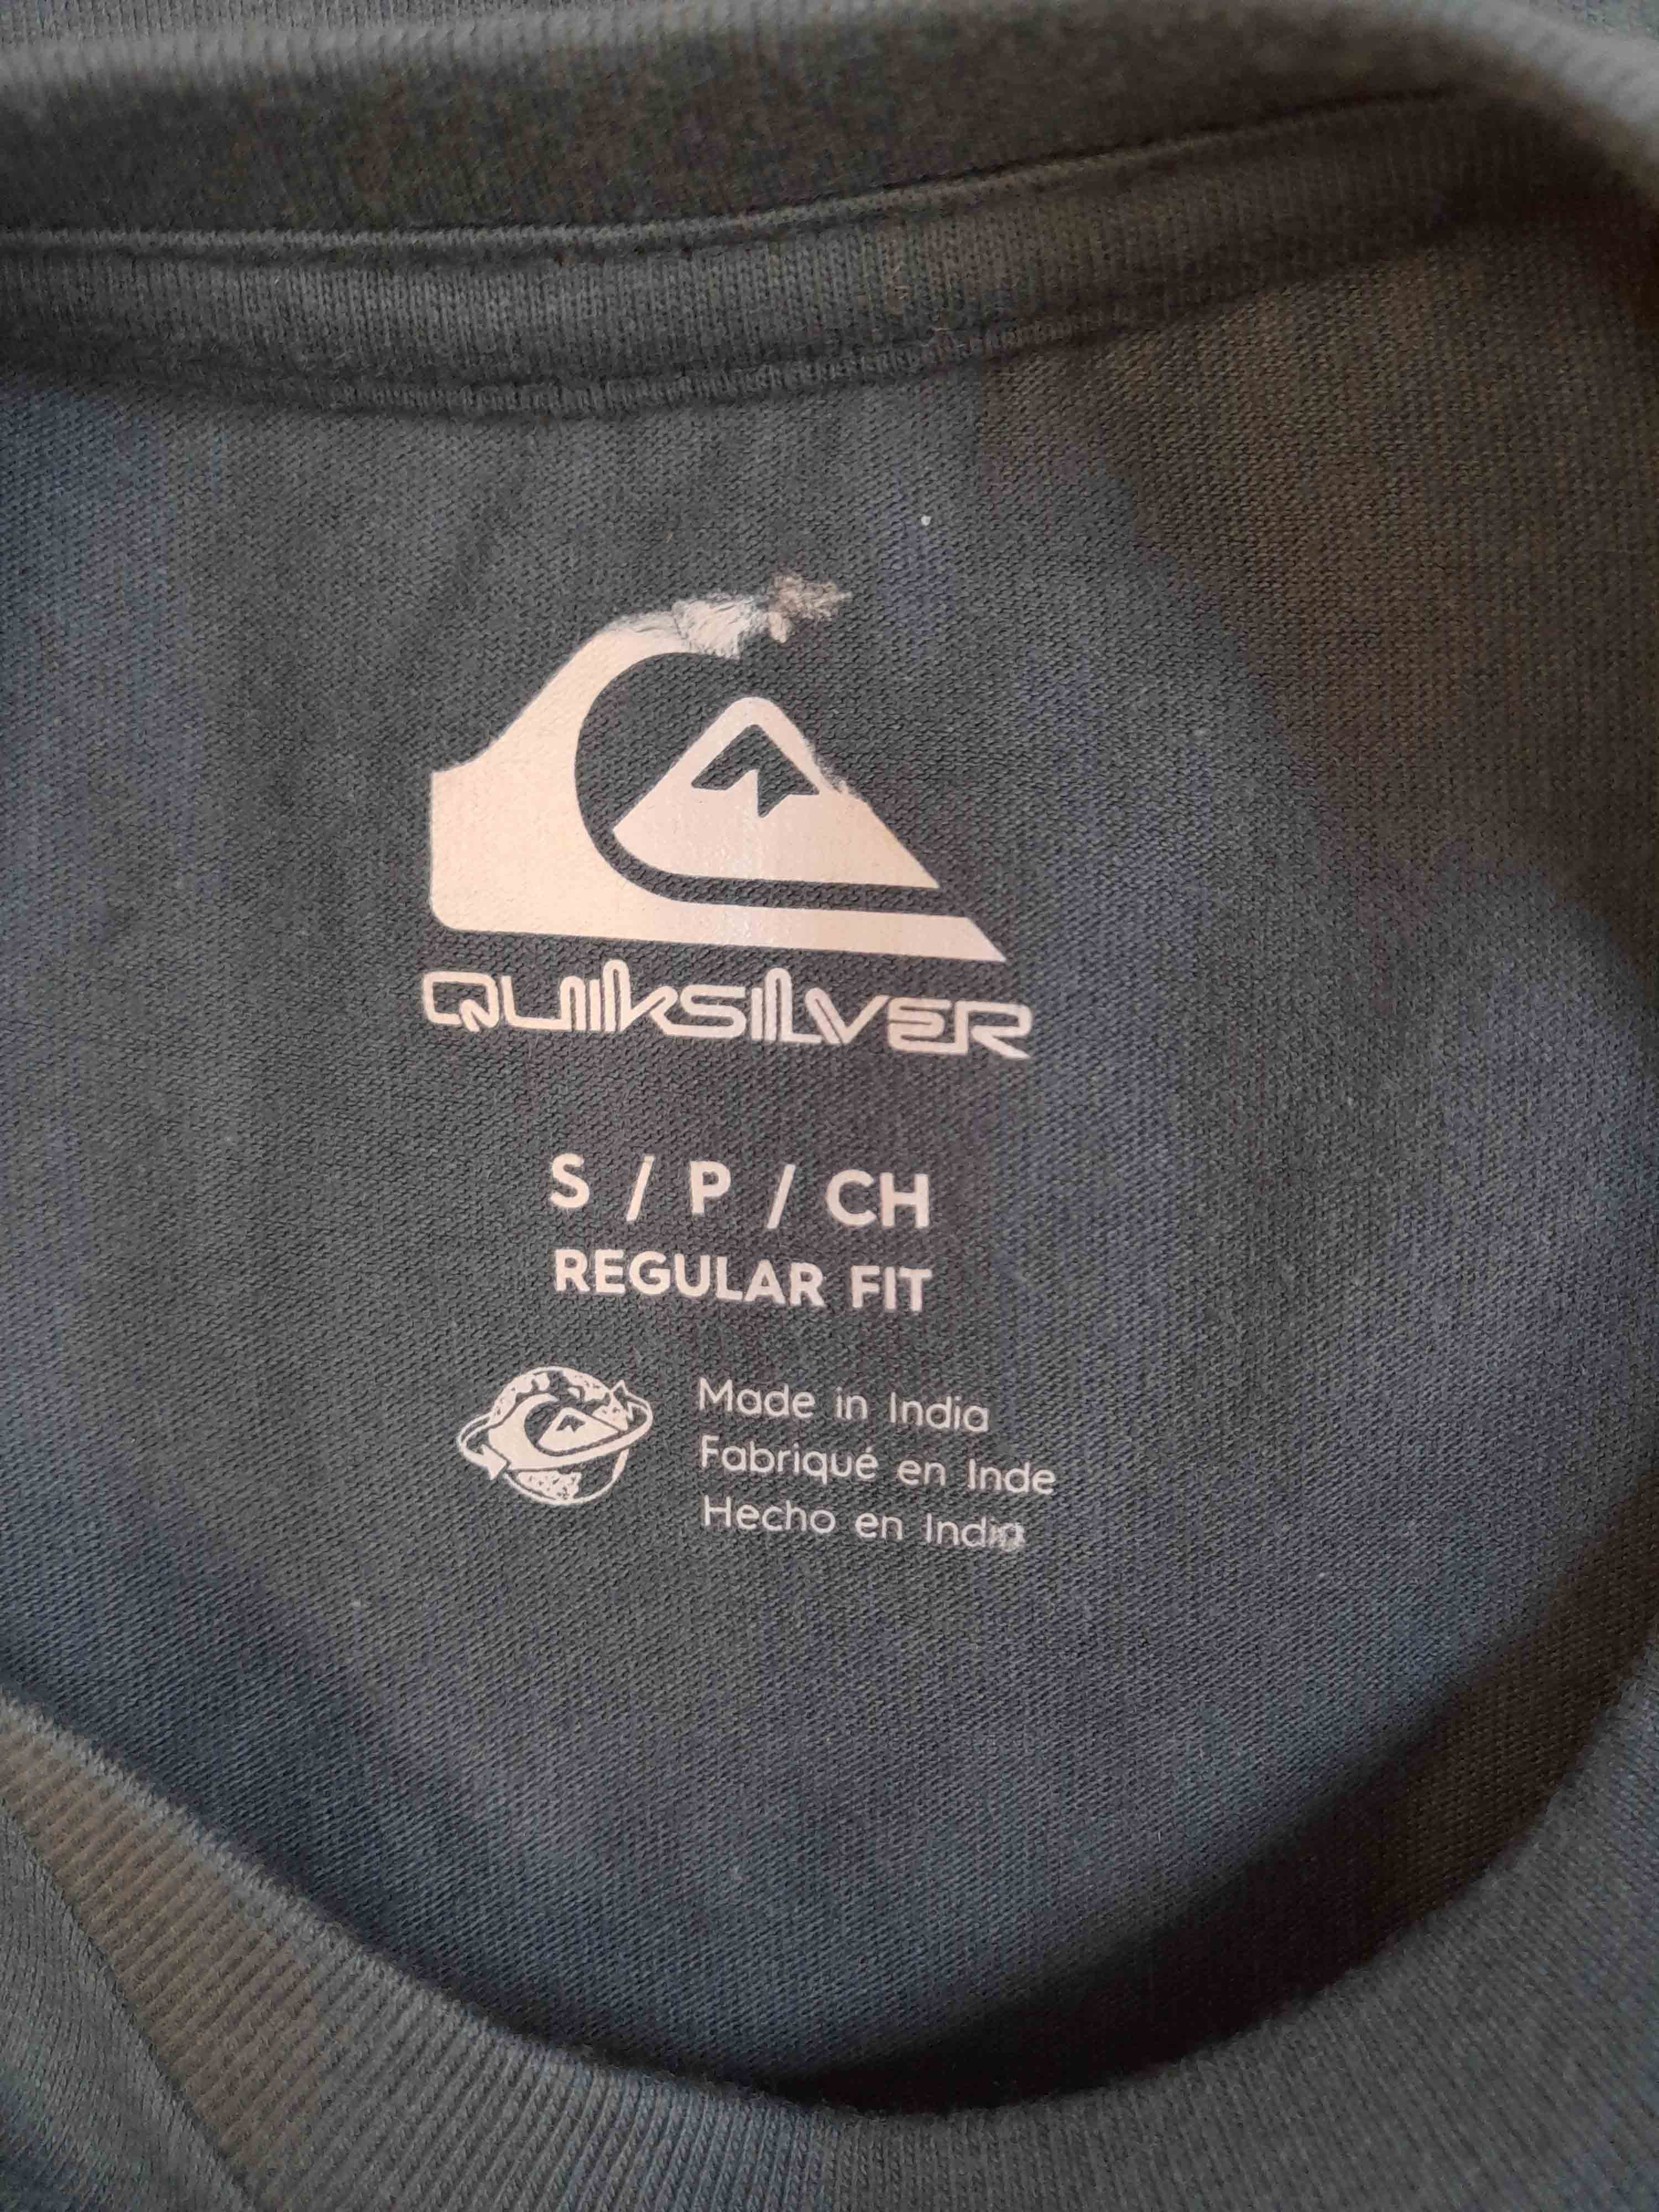 QUIKSILVER
S / P / CH
REGULAR FIT
Made in India
Fabriqué en Inde
Hecho en India